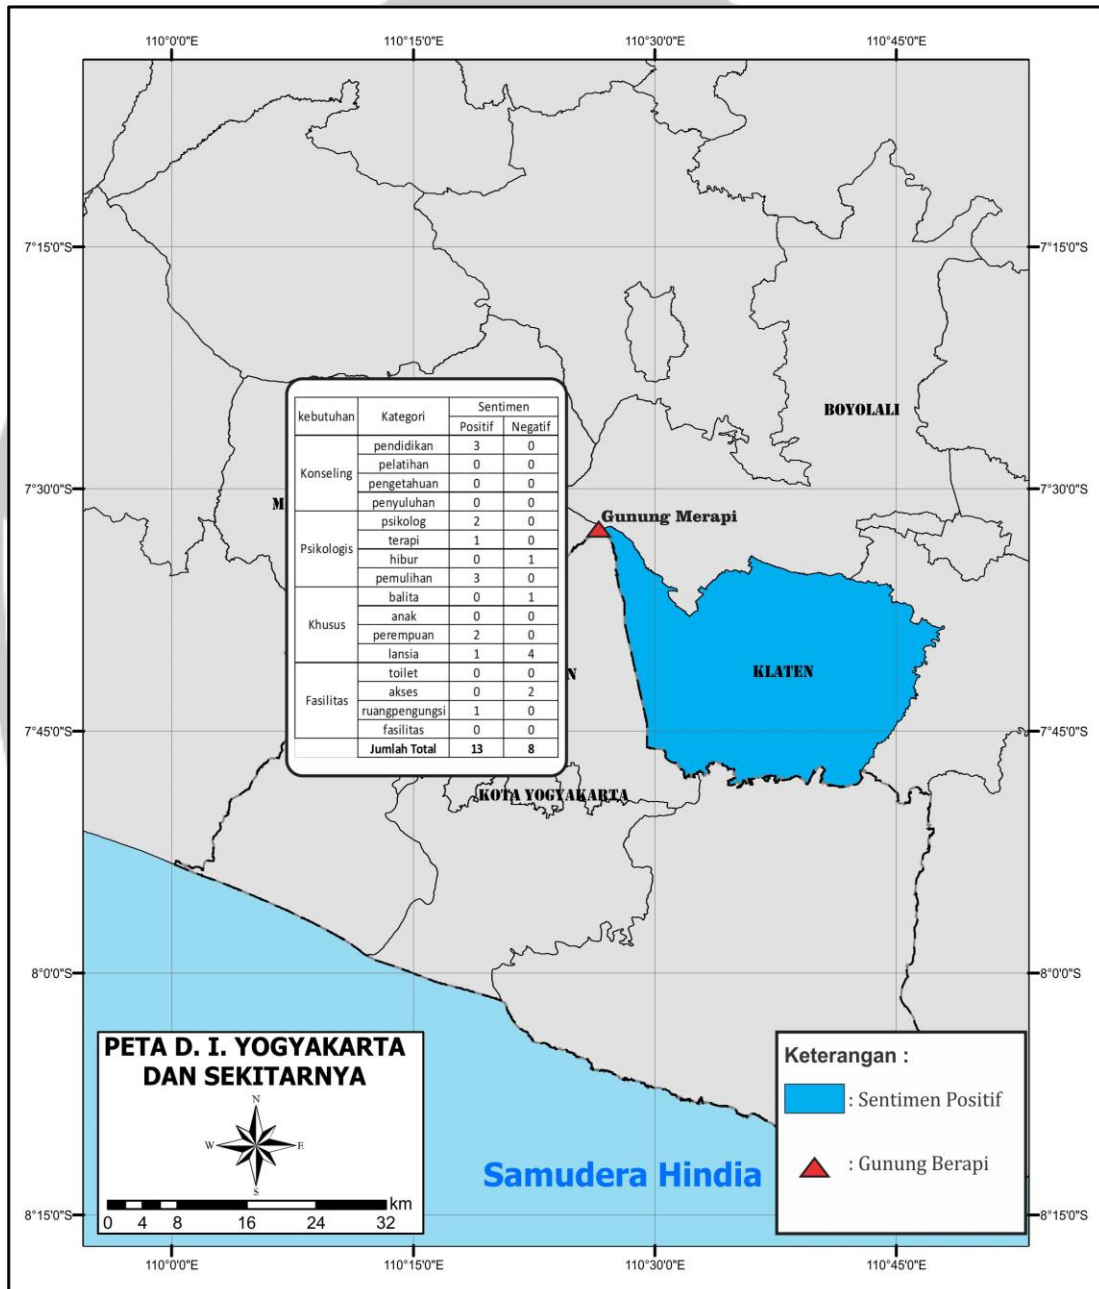 110°0'0"E 110°15'0"E 110°30'0"E 110°45'0"E
7°15'0"S 7°15'0"S
BOYOLALI
kebutuhan Kategori Sentimen
Positif Negatif
Konseling pendidikan 3 0
pelatihan 0 0
pengetahuan 0 0
penyuluhan 0 0
Psikologis psikolog 2 0
terapi 1 0
hibur 0 1
pemulihan 3 0
Khusus balita 0 1
anak 0 0
perempuan 2 0
lansia 1 4
Fasilitas toilet 0 0
akses 0 2
ruangpengungsi 1 0
fasilitas 0 0
Jumlah Total 13 8
7°30'0"S 7°30'0"S
Gunung Merapi
KLATEN
7°45'0"S 7°45'0"S
KOTA YOGYAKARTA
8°0'0"S 8°0'0"S
PETA D. I. YOGYAKARTA
DAN SEKITARNYA
N
W E
S
km
0 4 8 16 24 32
Samudera Hindia
Keterangan :
: Sentimen Positif
: Gunung Berapi
8°15'0"S 8°15'0"S
110°0'0"E 110°15'0"E 110°30'0"E 110°45'0"E